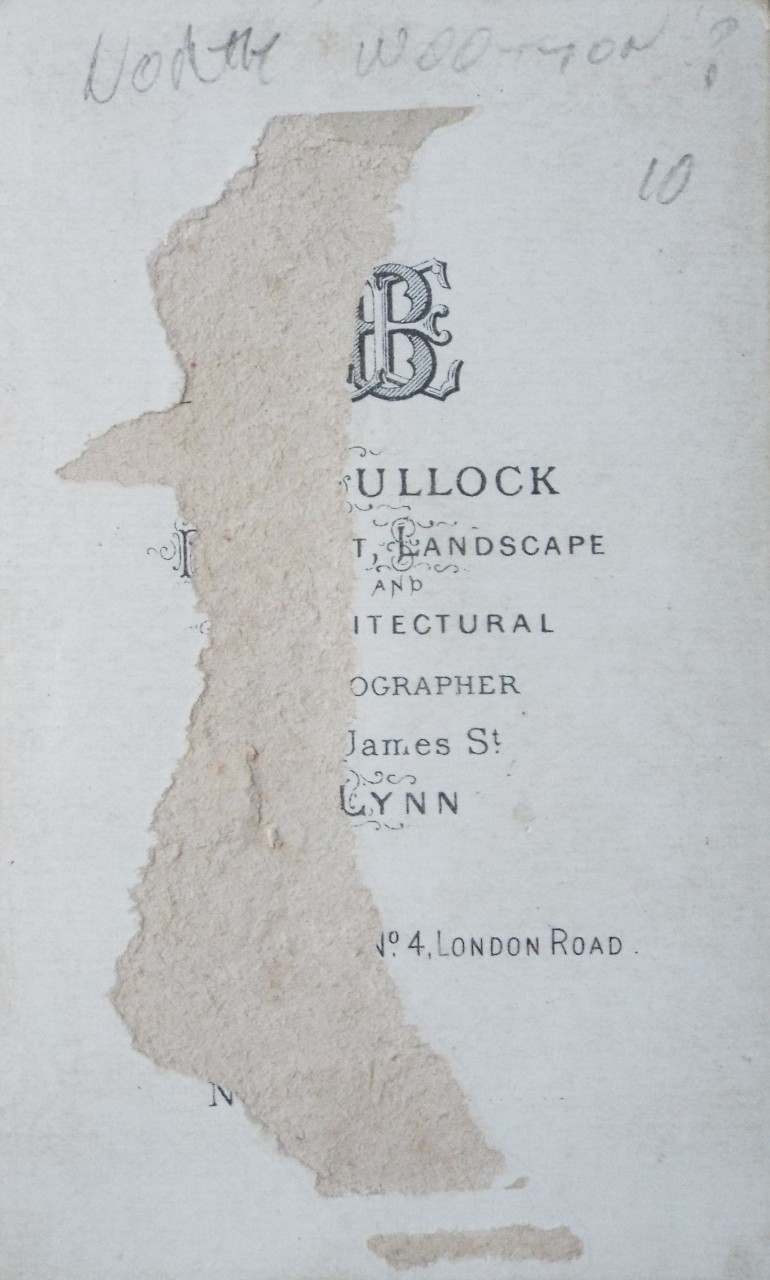 North Wootton ?
10
ULLOCK
T, LANDSCAPE
AND
ITECTURAL
OGRAPHER
James St
LYNN
No 4, LONDON ROAD.
N